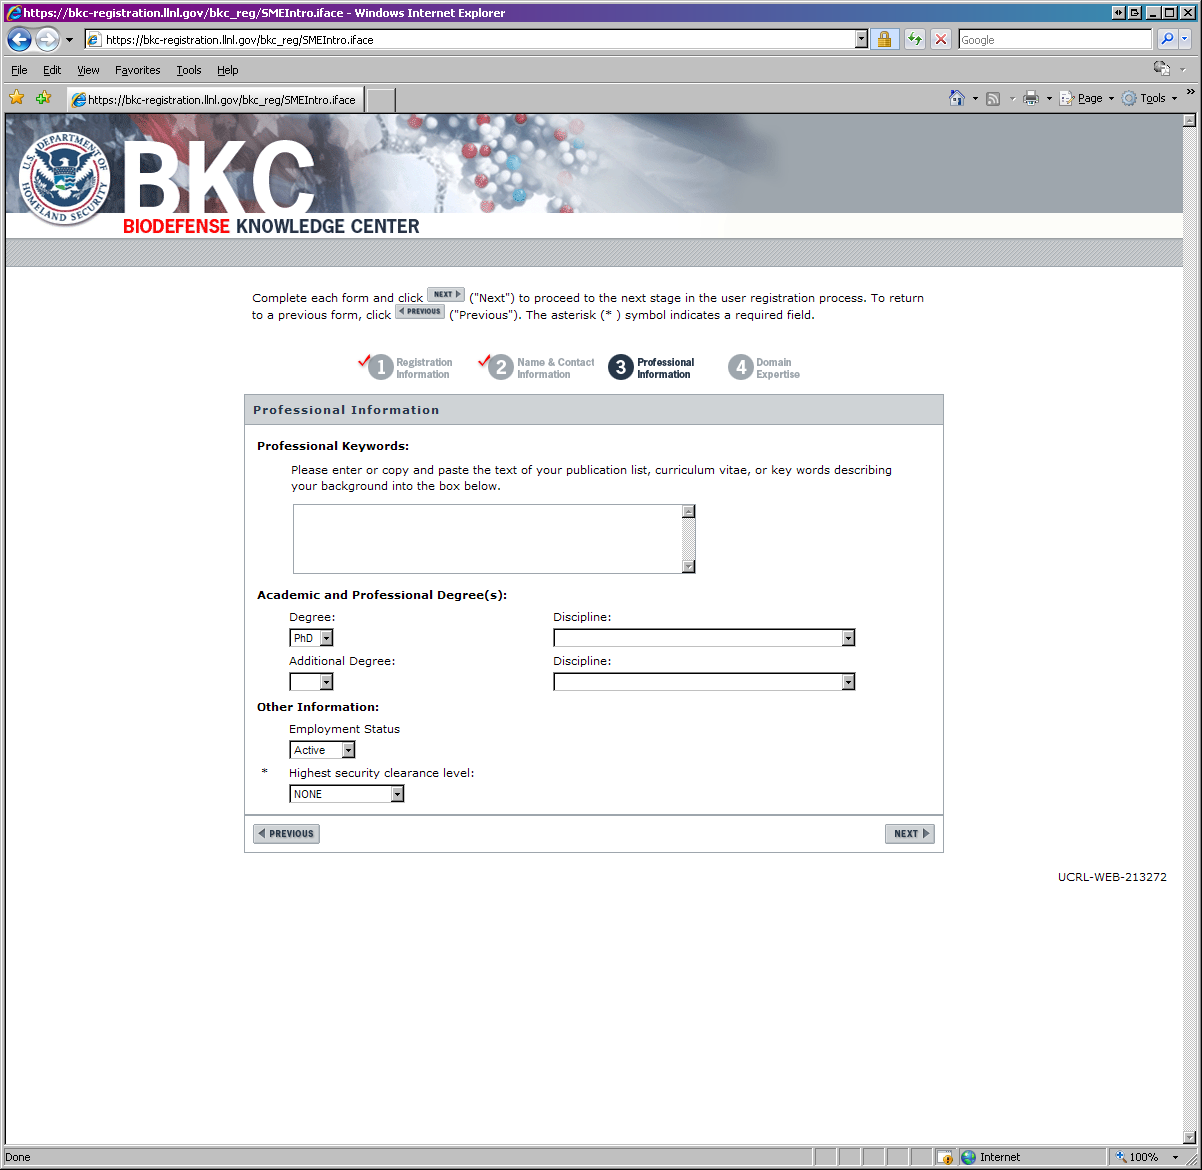 https://bkc-registration.llnl.gov/bkc_reg/SMEIntro.iface - Windows Internet Explorer
https://bkc-registration.llnl.gov/bkc_reg/SMEIntro.iface
Google
File Edit View Favorites Tools Help
https://bkc-registration.llnl.gov/bkc_reg/SMEIntro.iface
Page Tools
U.S. DEPARTMENT OF HOMELAND SECURITY
BKC
BIODEFENSE KNOWLEDGE CENTER
Complete each form and click NEXT ("Next") to proceed to the next stage in the user registration process. To return
to a previous form, click PREVIOUS ("Previous"). The asterisk (* ) symbol indicates a required field.
1 Registration Information
2 Name & Contact Information
3 Professional Information
4 Domain Expertise
Professional Information
Professional Keywords:
Please enter or copy and paste the text of your publication list, curriculum vitae, or key words describing
your background into the box below.
Academic and Professional Degree(s):
Degree: Discipline:
PhD
Additional Degree: Discipline:
Other Information:
Employment Status
Active
* Highest security clearance level:
NONE
PREVIOUS NEXT
UCRL-WEB-213272
Done Internet 100%